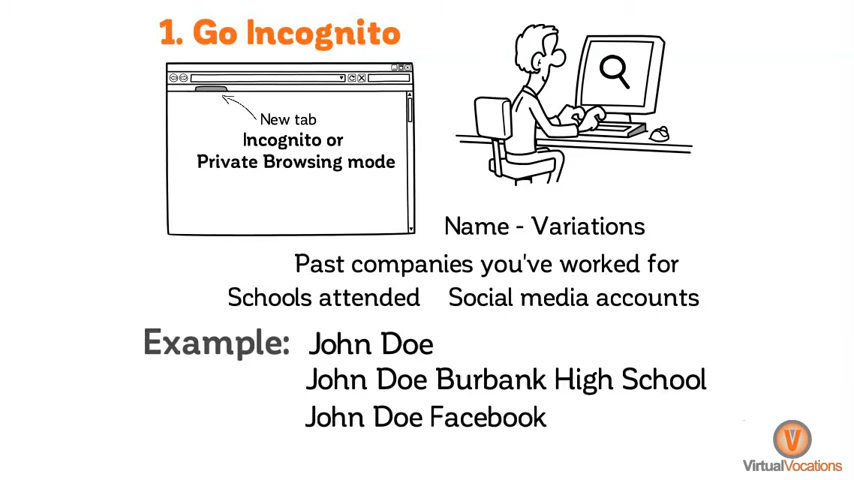 1. Go Incognito
New tab
Incognito or
Private Browsing mode
Name - Variations
Past companies you've worked for
Schools attended Social media accounts
Example: John Doe
John Doe Burbank High School
John Doe Facebook
V
VirtualVocations